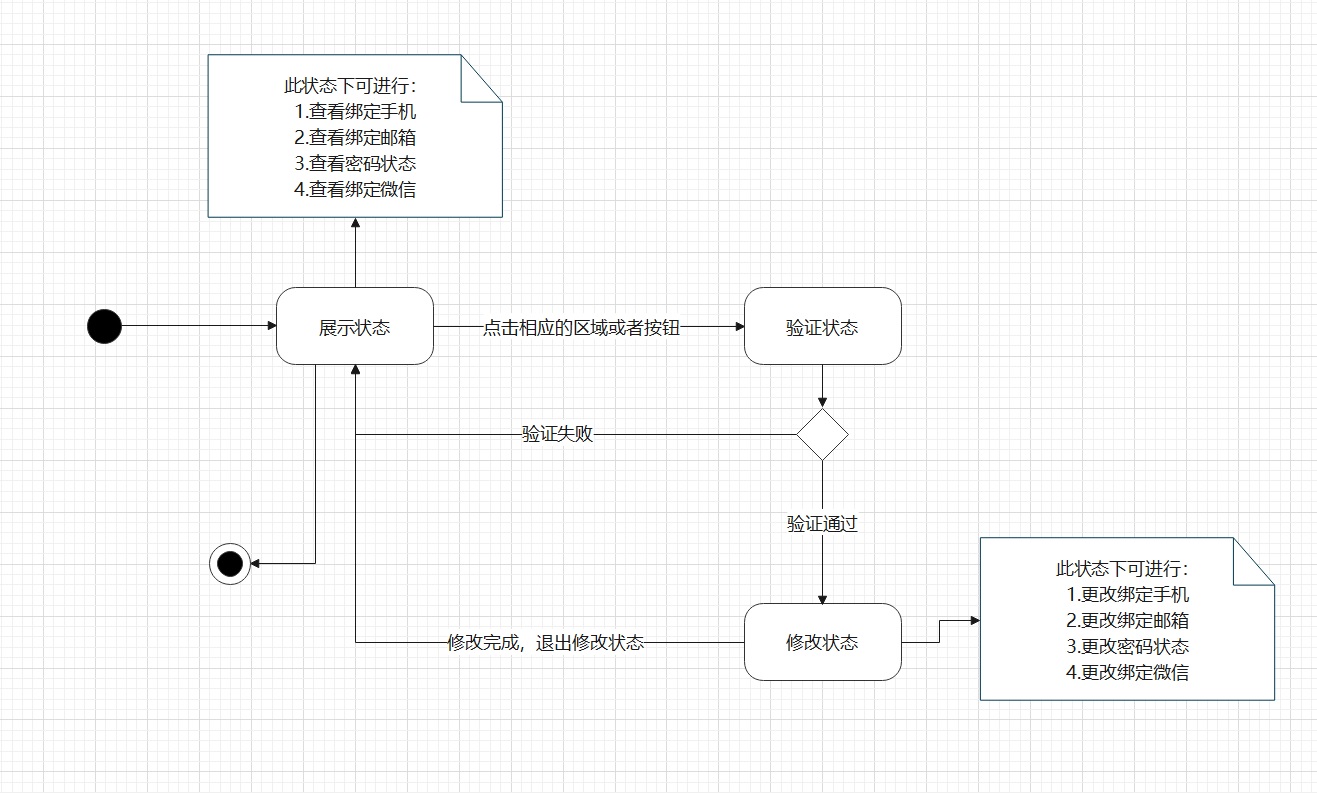 此状态下可进行：
1.查看绑定手机
2.查看绑定邮箱
3.查看密码状态
4.查看绑定微信
展示状态
点击相应的区域或者按钮
验证状态
验证失败
验证通过
修改完成，退出修改状态
修改状态
此状态下可进行：
1.更改绑定手机
2.更改绑定邮箱
3.更改密码状态
4.更改绑定微信